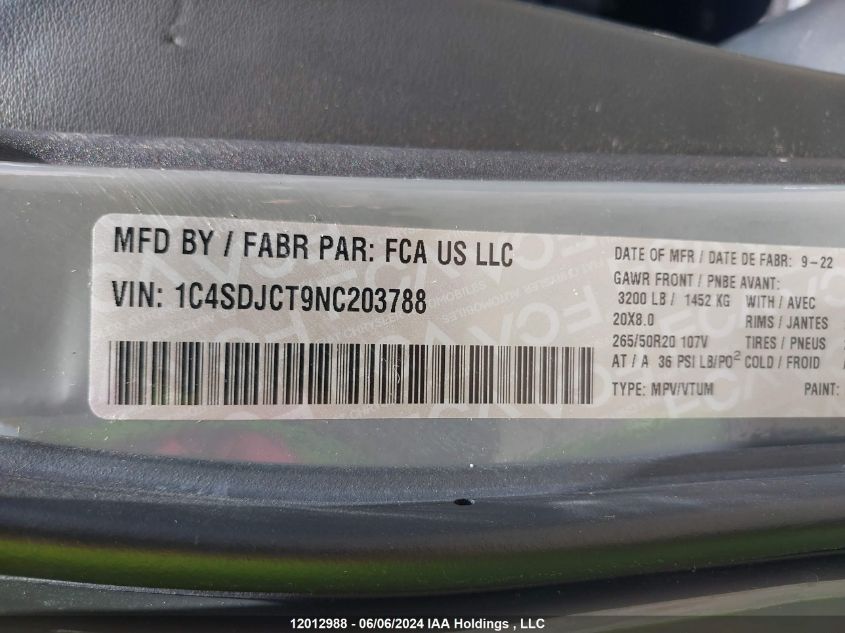 MFD BY / FABR PAR: FCA US LLC
VIN: 1C4SDJCT9NC203788
DATE OF MFR / DATE DE FABR: 9-22
GAWR FRONT / PNBE AVANT:
3200 LB / 1452 KG WITH / AVEC
20X8.0 RIMS / JANTES
265/50R20 107V TIRES / PNEUS
AT / A 36 PSI LB/PO² COLD / FROID
TYPE: MPV/VTUM PAINT:
12012988 - 06/06/2024 IAA Holdings , LLC